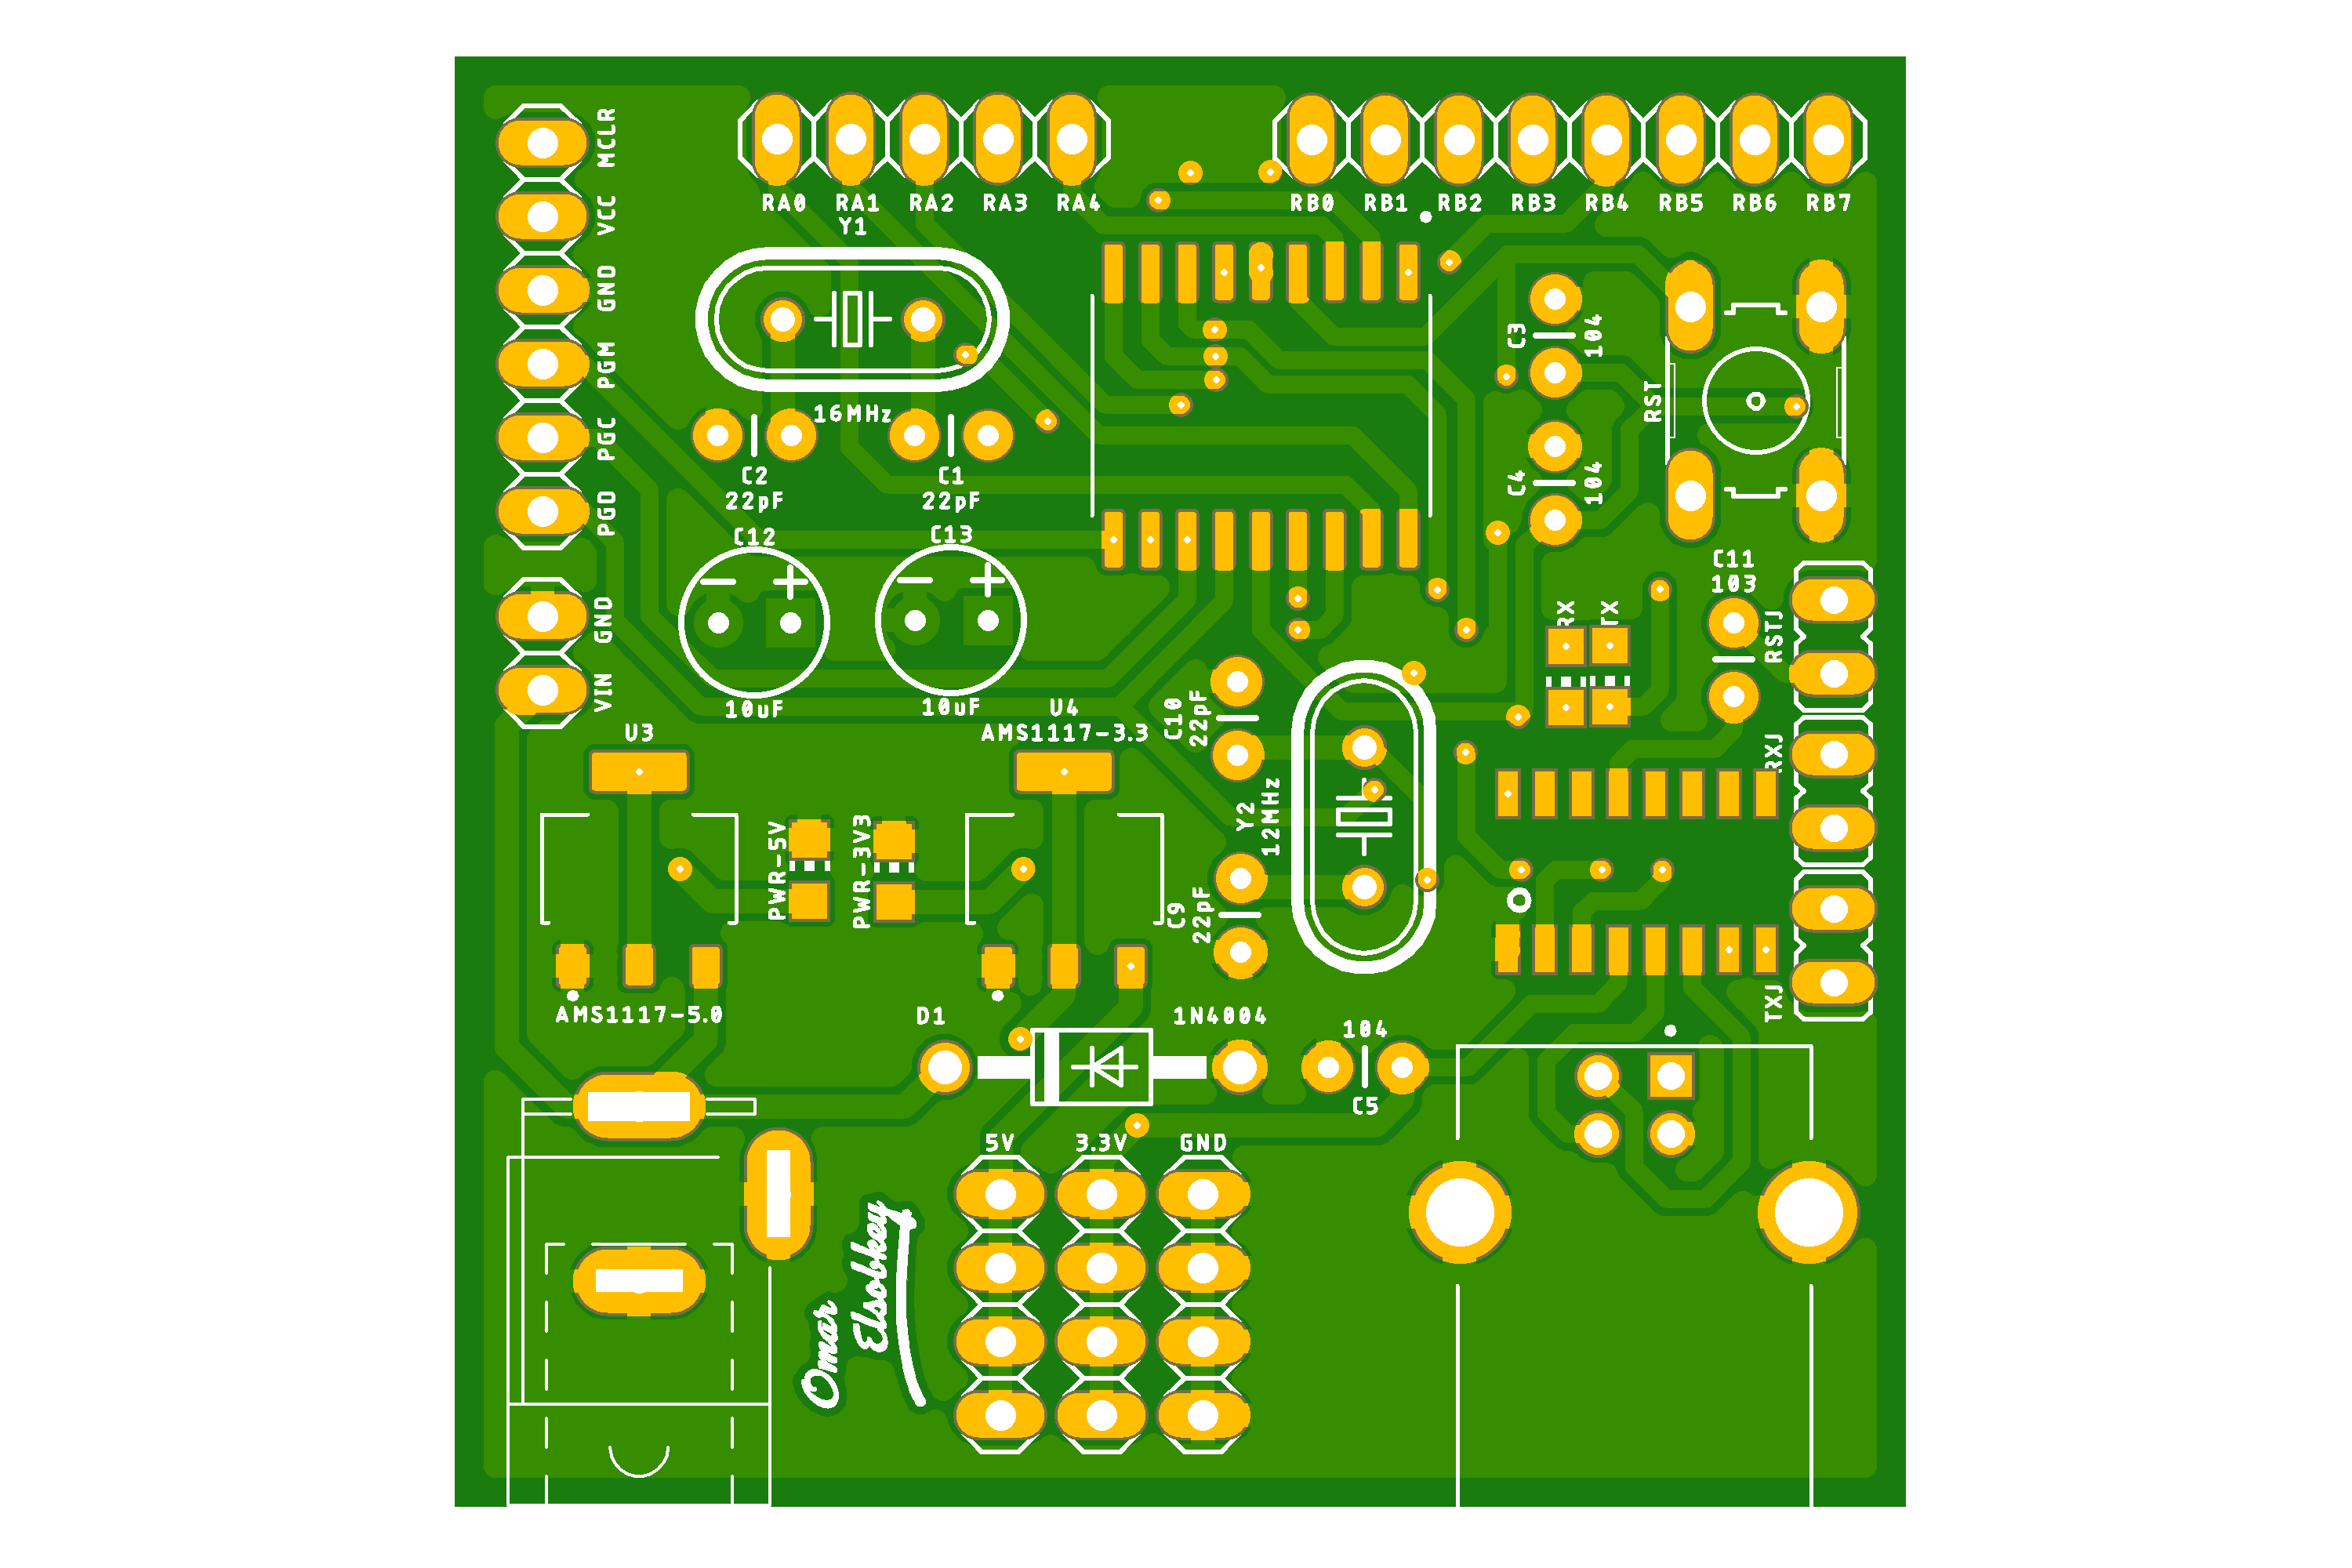 MCLR
VCC
GND
PGM
PGC
PGD
GND
VIN
RA0 RA1 RA2 RA3 RA4
RB0 RB1 RB2 RB3 RB4 RB5 RB6 RB7
Y1
16MHz
C2
22pF
C1
22pF
C12
10uF
C13
10uF
C3
104
C4
104
RST
C11
103
RX
TX
RSTJ
RXJ
TXJ
U3
AMS1117-5.0
U4
AMS1117-3.3
PWR-5V
PWR-3V3
C10
22pF
Y2
12MHz
C9
22pF
D1
1N4004
104
C5
5V 3.3V GND
Omar
Elsobkey